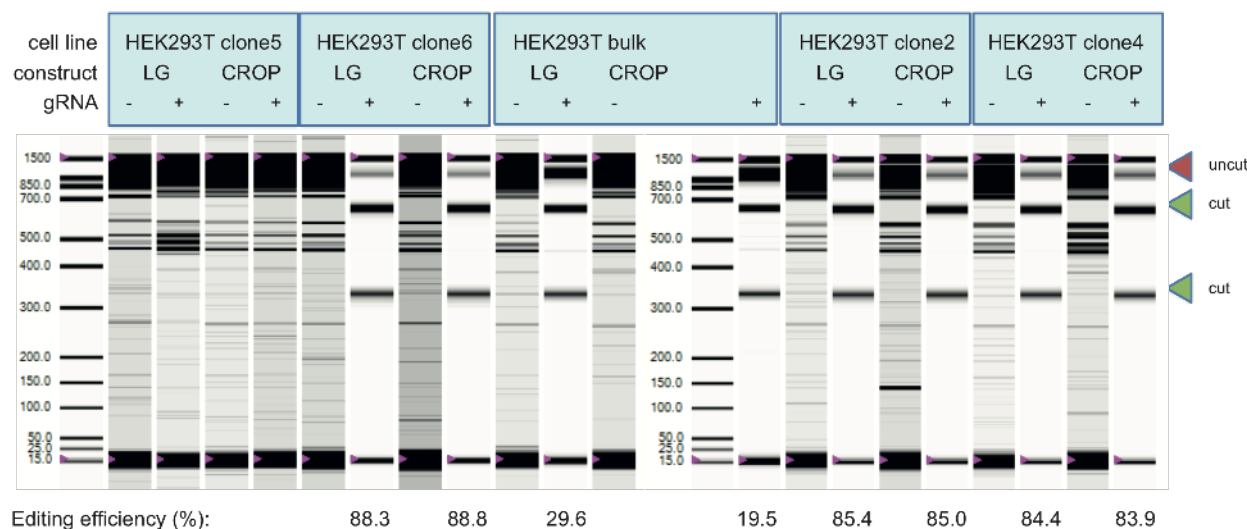 cell line HEK293T clone5 HEK293T clone6 HEK293T bulk HEK293T clone2 HEK293T clone4
construct LG CROP LG CROP LG CROP LG CROP LG CROP
gRNA - + - + - + - + - + - + - + - + - + - +
1500 1500 uncut
850.0 850.0
700.0 700.0 cut
500.0 500.0
400.0 400.0
300.0 300.0 cut
200.0 200.0
150.0 150.0
100.0 100.0
50.0 50.0
25.0 25.0
15.0 15.0
Editing efficiency (%): 88.3 88.8 29.6 19.5 85.4 85.0 84.4 83.9